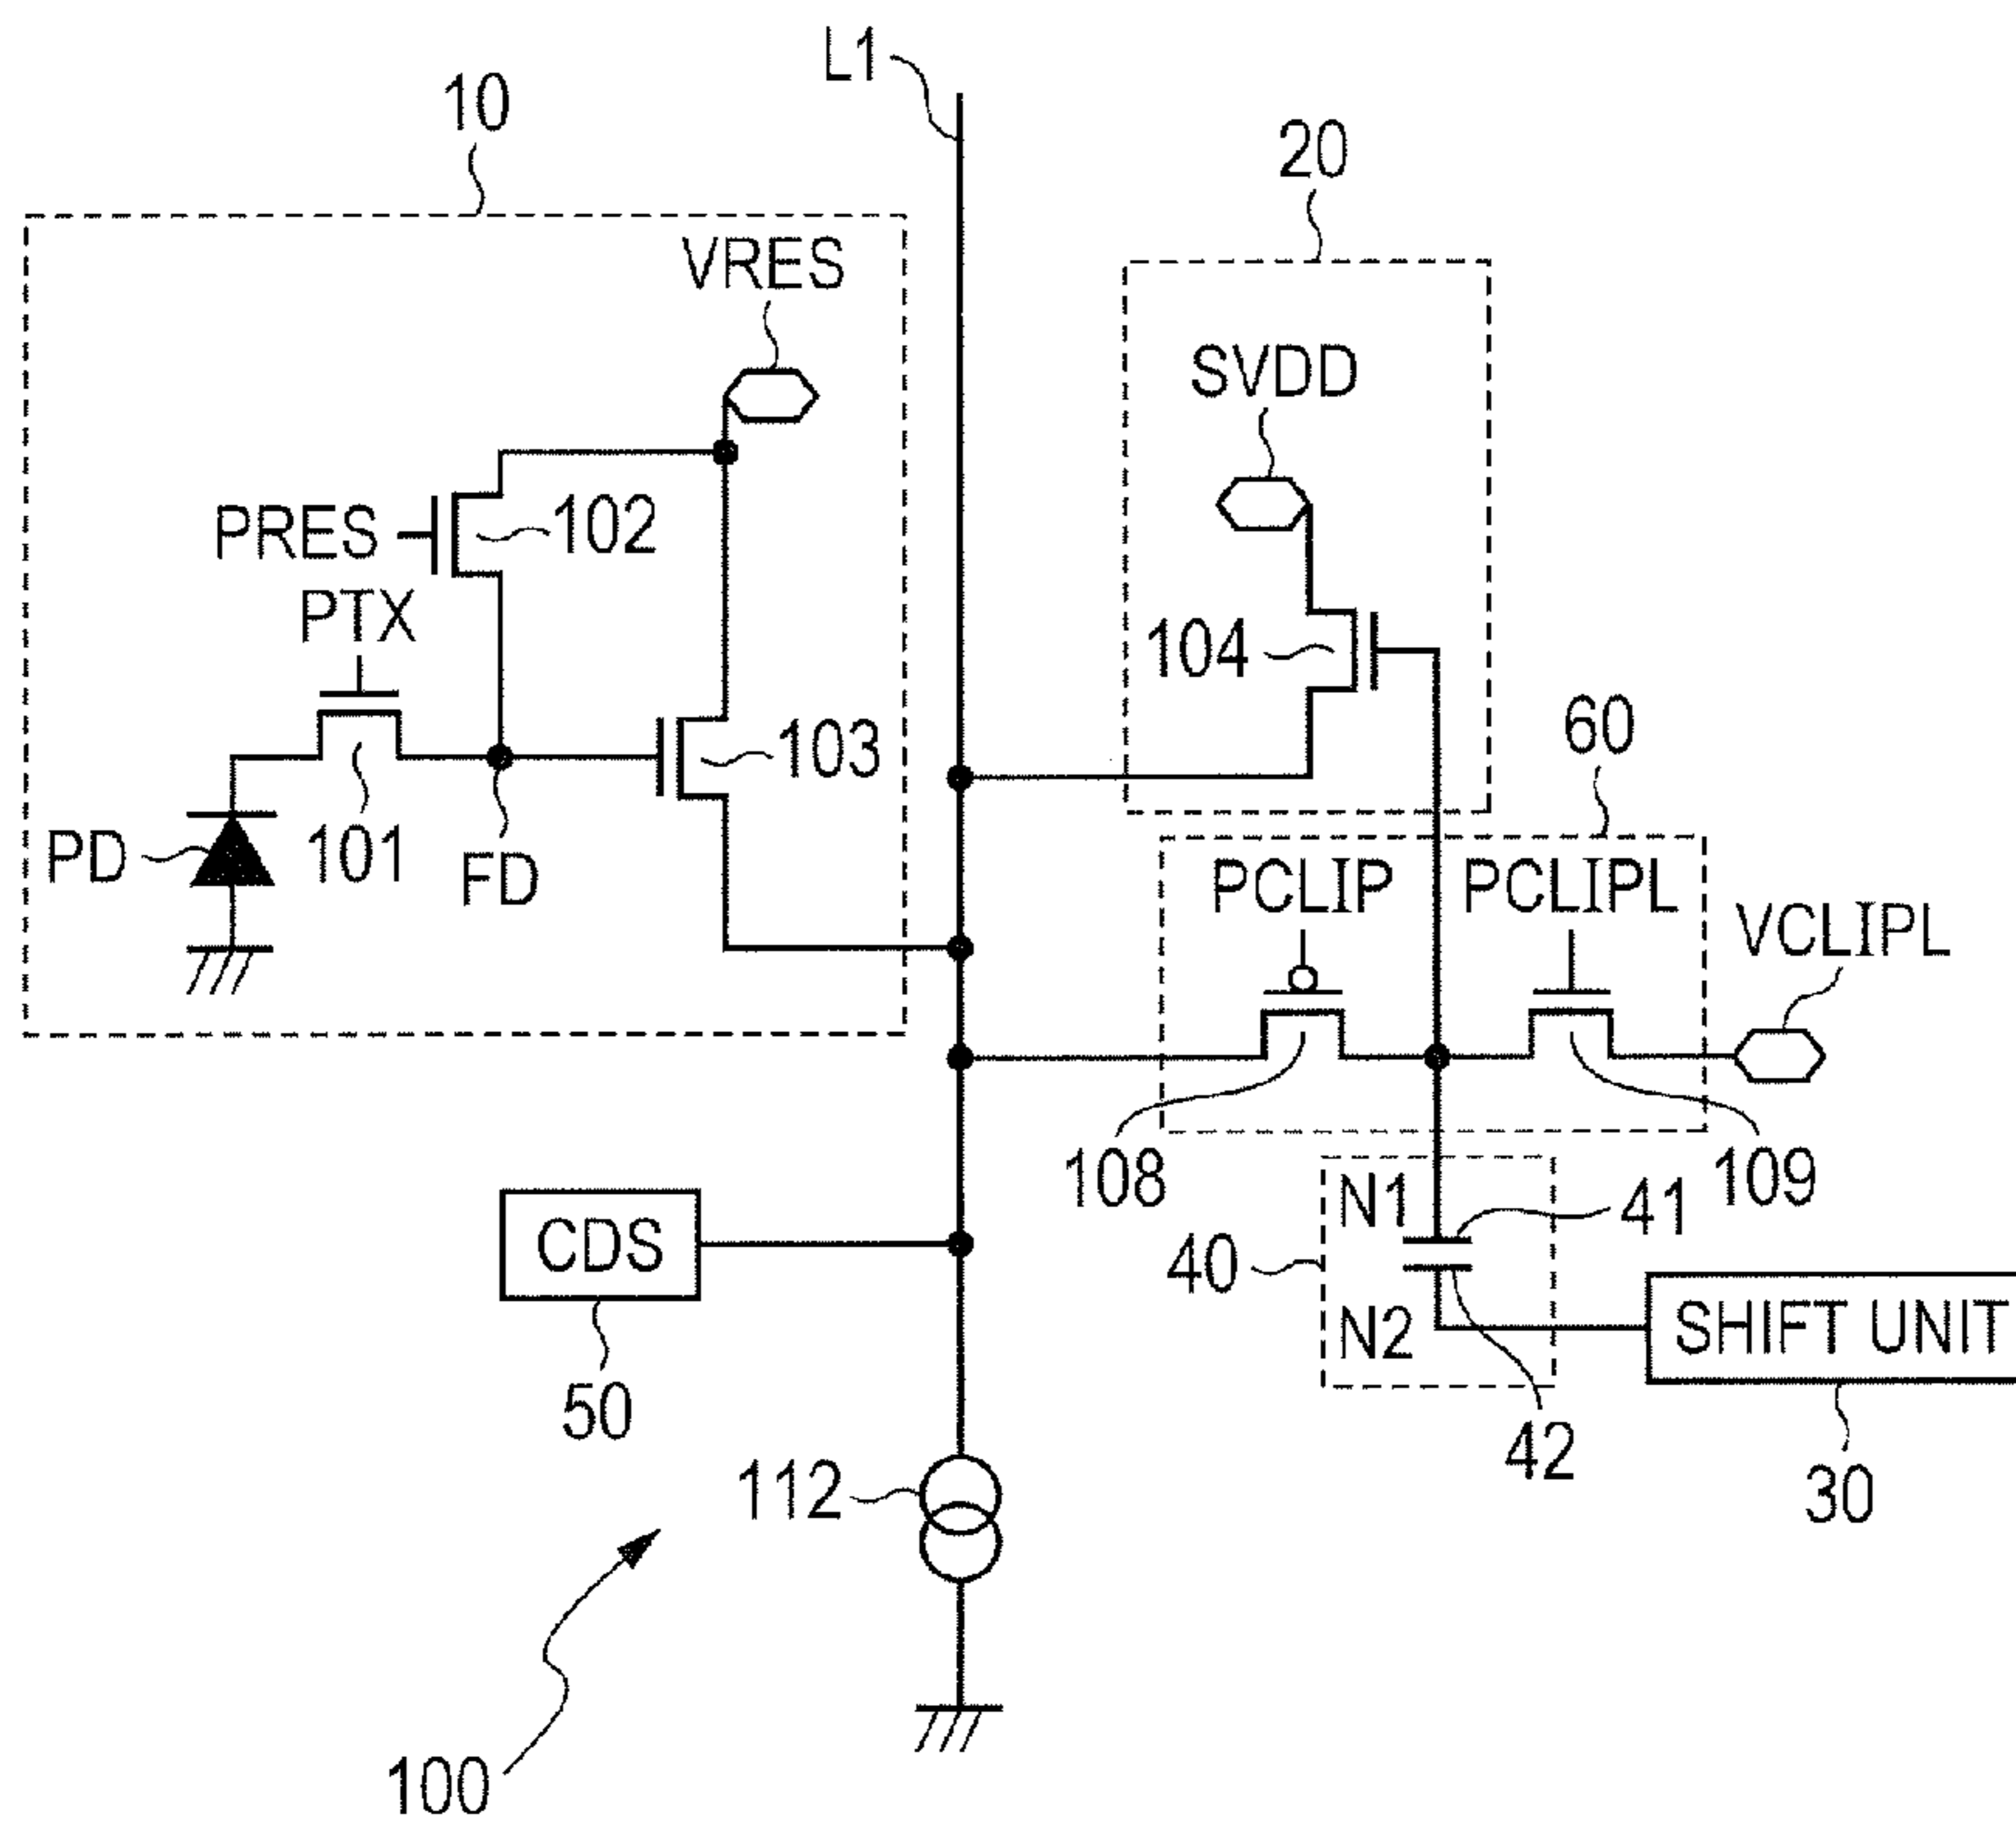 L1
10
20
VRES
SVDD
PRES
102
PTX
104
103
60
PD
101
FD
PCLIP
PCLIPL
VCLIPL
108
109
N1
41
CDS
40
SHIFT UNIT
N2
50
42
112
30
100